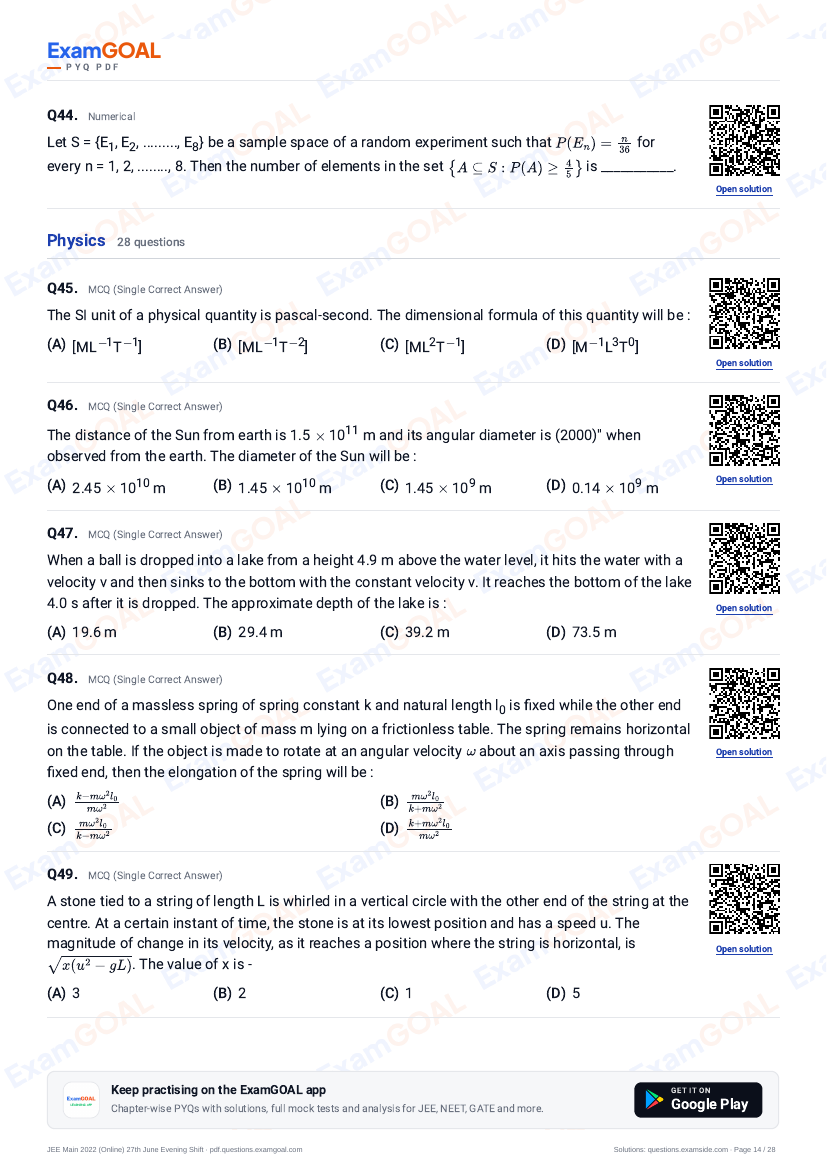 ExamGOAL
PYQ PDF
Q44. Numerical
Let S = {E₁, E₂, ........., E₈} be a sample space of a random experiment such that P(Eₙ) = n/36 for
every n = 1, 2, ........, 8. Then the number of elements in the set {A ⊆ S : P(A) ≥ 4/5} is ___________.
Open solution
Physics 28 questions
Q45. MCQ (Single Correct Answer)
The SI unit of a physical quantity is pascal-second. The dimensional formula of this quantity will be :
(A) [ML⁻¹T⁻¹] (B) [ML⁻¹T⁻²] (C) [ML²T⁻¹] (D) [M⁻¹L³T⁰]
Open solution
Q46. MCQ (Single Correct Answer)
The distance of the Sun from earth is 1.5 × 10¹¹ m and its angular diameter is (2000)" when
observed from the earth. The diameter of the Sun will be :
(A) 2.45 × 10¹⁰ m (B) 1.45 × 10¹⁰ m (C) 1.45 × 10⁹ m (D) 0.14 × 10⁹ m
Open solution
Q47. MCQ (Single Correct Answer)
When a ball is dropped into a lake from a height 4.9 m above the water level, it hits the water with a
velocity v and then sinks to the bottom with the constant velocity v. It reaches the bottom of the lake
4.0 s after it is dropped. The approximate depth of the lake is :
(A) 19.6 m (B) 29.4 m (C) 39.2 m (D) 73.5 m
Open solution
Q48. MCQ (Single Correct Answer)
One end of a massless spring of spring constant k and natural length l₀ is fixed while the other end
is connected to a small object of mass m lying on a frictionless table. The spring remains horizontal
on the table. If the object is made to rotate at an angular velocity ω about an axis passing through
fixed end, then the elongation of the spring will be :
(A) (k−mω²l₀)/(mω²) (B) (mω²l₀)/(k+mω²)
(C) (mω²l₀)/(k−mω²) (D) (k+mω²l₀)/(mω²)
Open solution
Q49. MCQ (Single Correct Answer)
A stone tied to a string of length L is whirled in a vertical circle with the other end of the string at the
centre. At a certain instant of time, the stone is at its lowest position and has a speed u. The
magnitude of change in its velocity, as it reaches a position where the string is horizontal, is
√(x(u² − gL)). The value of x is -
(A) 3 (B) 2 (C) 1 (D) 5
Open solution
Keep practising on the ExamGOAL app
Chapter-wise PYQs with solutions, full mock tests and analysis for JEE, NEET, GATE and more.
GET IT ON
Google Play
JEE Main 2022 (Online) 27th June Evening Shift · pdf.questions.examgoal.com Solutions: questions.examside.com · Page 14 / 28